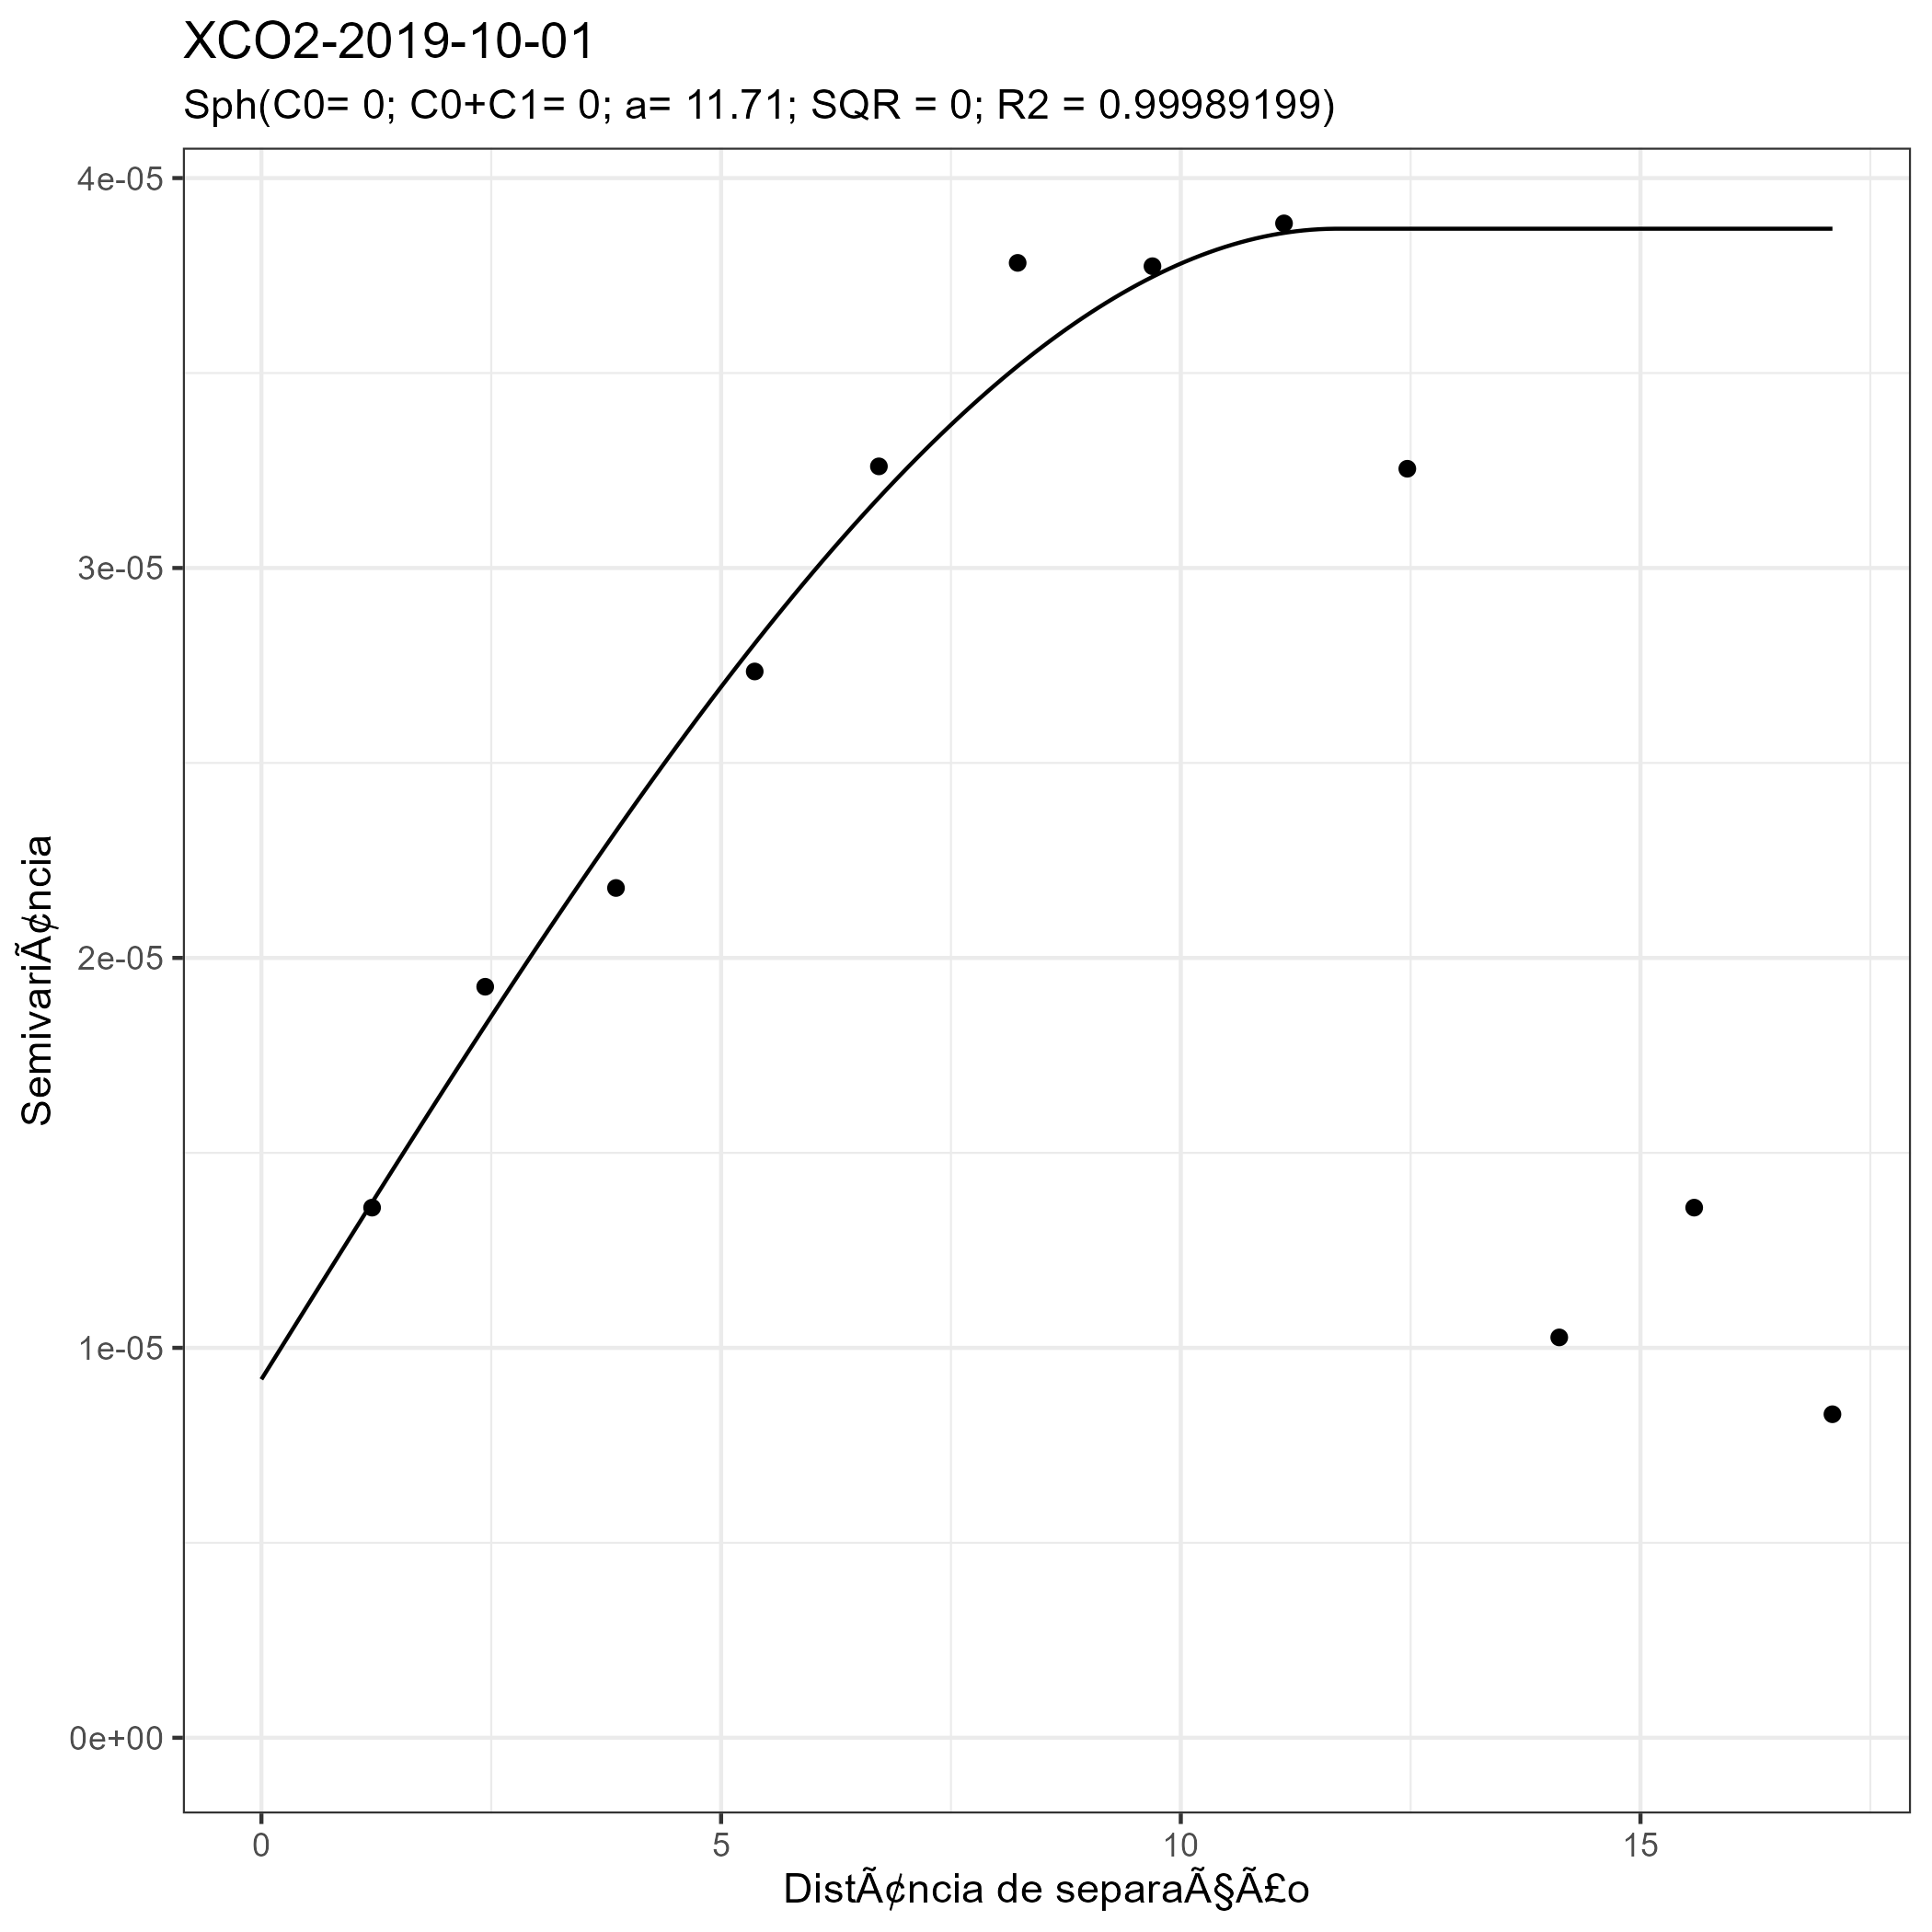 XCO2-2019-10-01
Sph(C0= 0; C0+C1= 0; a= 11.71; SQR = 0; R2 = 0.99989199)
SemivariÃ¢ncia
4e-05
3e-05
2e-05
1e-05
0e+00
0 5 10 15
DistÃ¢ncia de separaÃ§Ã£o